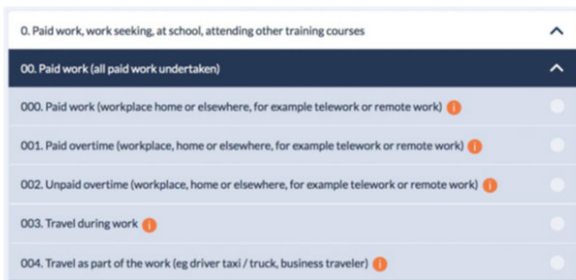 0. Paid work, work seeking, at school, attending other training courses
00. Paid work (all paid work undertaken)
000. Paid work (workplace home or elsewhere, for example telework or remote work)
001. Paid overtime (workplace, home or elsewhere, for example telework or remote work)
002. Unpaid overtime (workplace, home or elsewhere, for example telework or remote work)
003. Travel during work
004. Travel as part of the work (eg driver taxi / truck, business traveler)